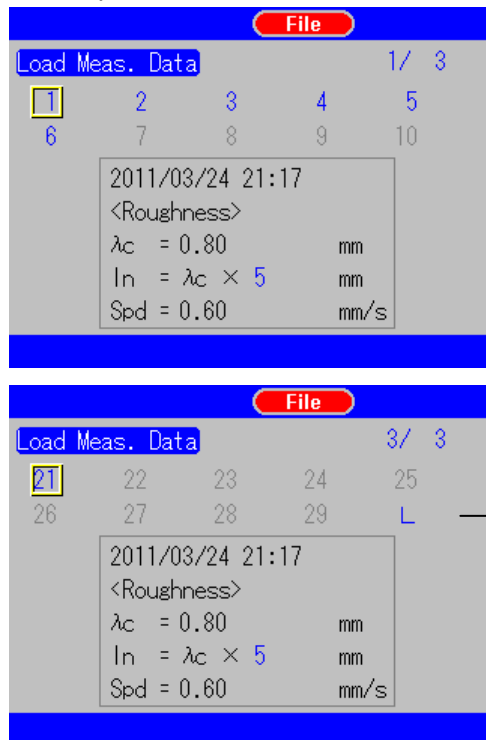 File
Load Meas. Data 1/ 3
1 2 3 4 5
6 7 8 9 10
2011/03/24 21:17
<Roughness>
λc = 0.80 mm
ln = λc × 5 mm
Spd = 0.60 mm/s
File
Load Meas. Data 3/ 3
21 22 23 24 25
26 27 28 29 L
2011/03/24 21:17
<Roughness>
λc = 0.80 mm
ln = λc × 5 mm
Spd = 0.60 mm/s